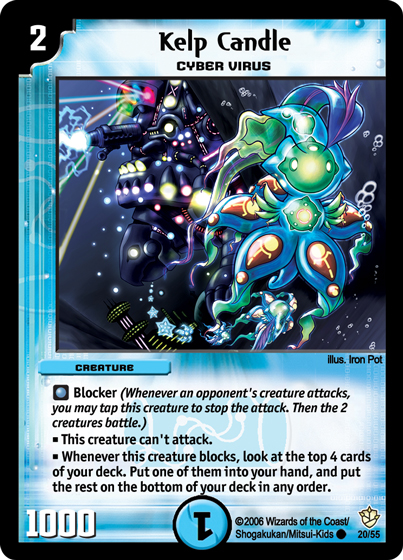 2
Kelp Candle
CYBER VIRUS
illus. Iron Pot
CREATURE
Blocker (Whenever an opponent's creature attacks,
you may tap this creature to stop the attack. Then the 2
creatures battle.)
▪ This creature can't attack.
▪ Whenever this creature blocks, look at the top 4 cards
of your deck. Put one of them into your hand, and put
the rest on the bottom of your deck in any order.
1000
1
©2006 Wizards of the Coast/
Shogakukan/Mitsui-Kids ● 20/55